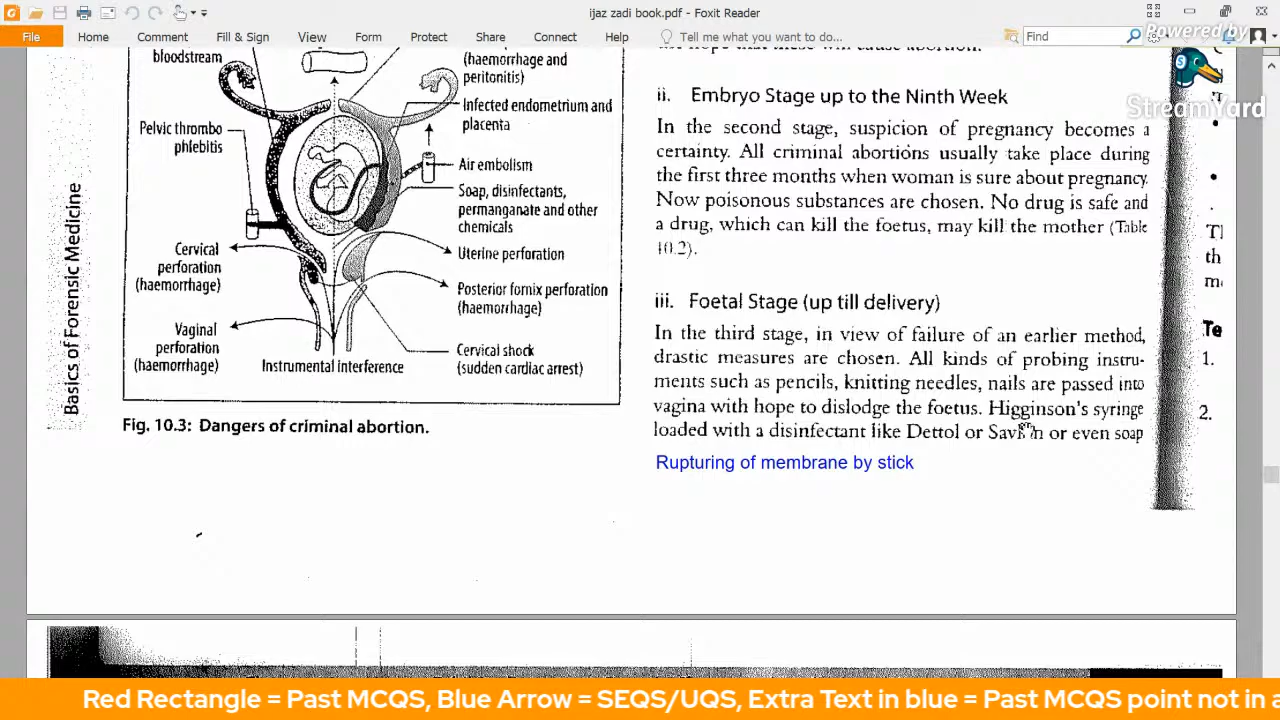 ijaz zadi book.pdf - Foxit Reader
File Home Comment Fill & Sign View Form Protect Share Connect Help Tell me what you want to do... Find
Powered by
StreamYard
bloodstream
(haemorrhage and
peritonitis)
Infected endometrium and
placenta
Pelvic thrombo
phlebitis
Air embolism
Soap, disinfectants,
permanganate and other
chemicals
Cervical
perforation
(haemorrhage)
Uterine perforation
Posterior fornix perforation
(haemorrhage)
Vaginal
perforation
(haemorrhage)
Instrumental interference
Cervical shock
(sudden cardiac arrest)
Basics of Forensic Medicine
Fig. 10.3: Dangers of criminal abortion.
hope that these will cause abortion.
ii. Embryo Stage up to the Ninth Week
In the second stage, suspicion of pregnancy becomes a
certainty. All criminal abortions usually take place during
the first three months when woman is sure about pregnancy.
Now poisonous substances are chosen. No drug is safe and
a drug, which can kill the foetus, may kill the mother (Table
10.2).
iii. Foetal Stage (up till delivery)
In the third stage, in view of failure of an earlier method,
drastic measures are chosen. All kinds of probing instru-
ments such as pencils, knitting needles, nails are passed into
vagina with hope to dislodge the foetus. Higginson's syringe
loaded with a disinfectant like Dettol or or even soap
Rupturing of membrane by stick
Te
1.
2.
Red Rectangle = Past MCQS, Blue Arrow = SEQS/UQS, Extra Text in blue = Past MCQS point not in a